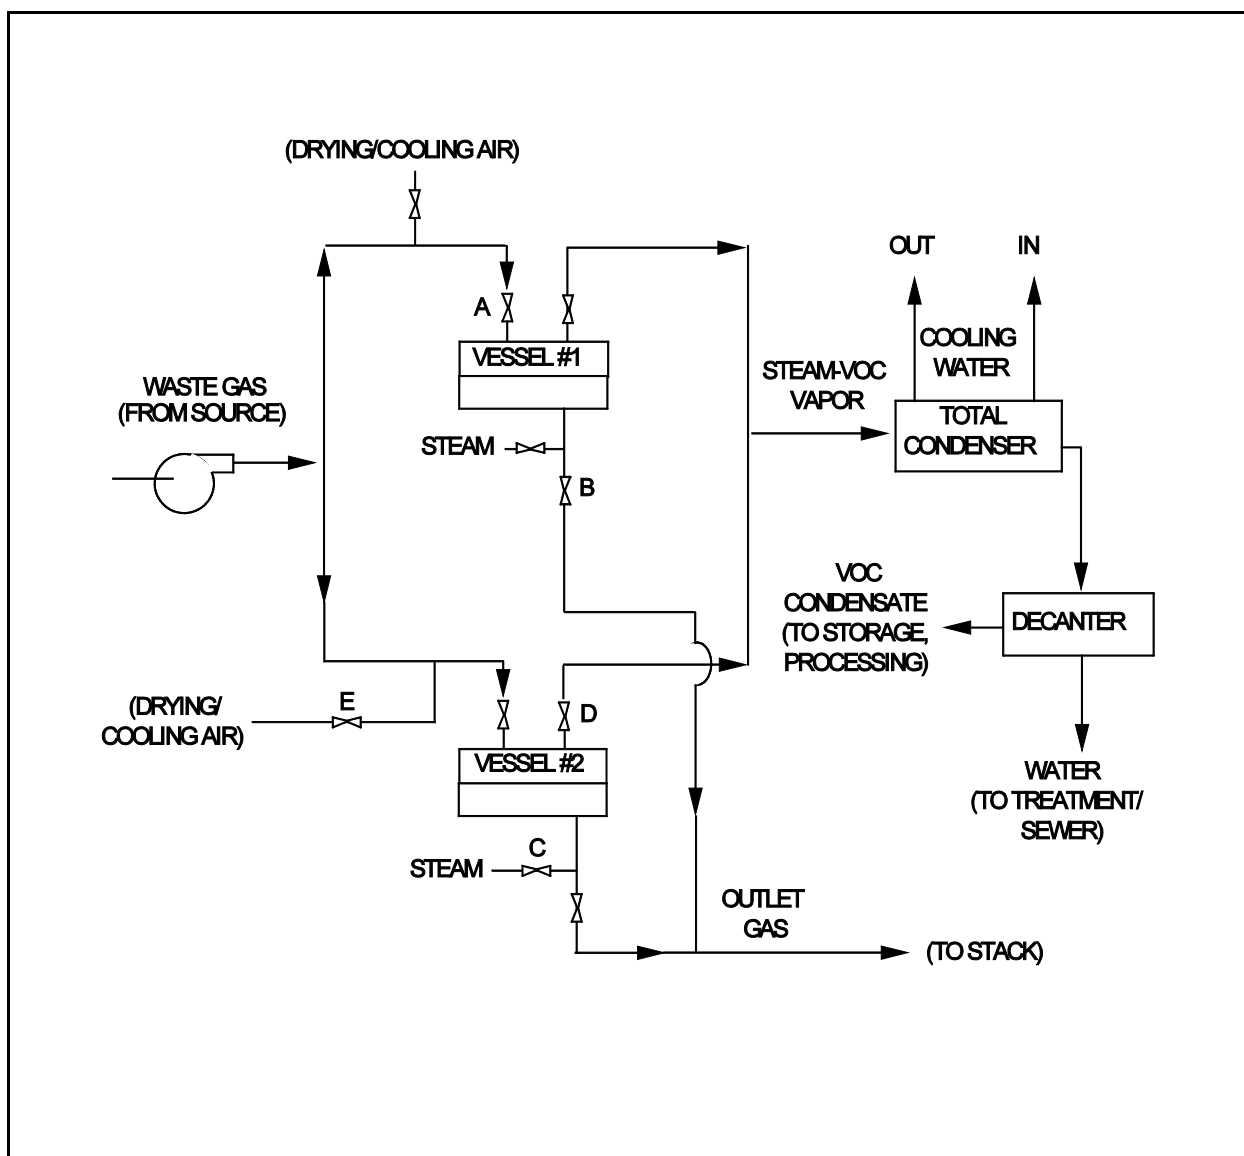 (DRYING/COOLING AIR)
OUT
IN
A
COOLING
WATER
VESSEL #1
STEAM-VOC
VAPOR
WASTE GAS
(FROM SOURCE)
TOTAL
CONDENSER
STEAM
B
VOC
CONDENSATE
(TO STORAGE,
PROCESSING)
DECANTER
E
(DRYING/
COOLING AIR)
D
VESSEL #2
WATER
(TO TREATMENT/
SEWER)
C
STEAM
OUTLET
GAS
(TO STACK)